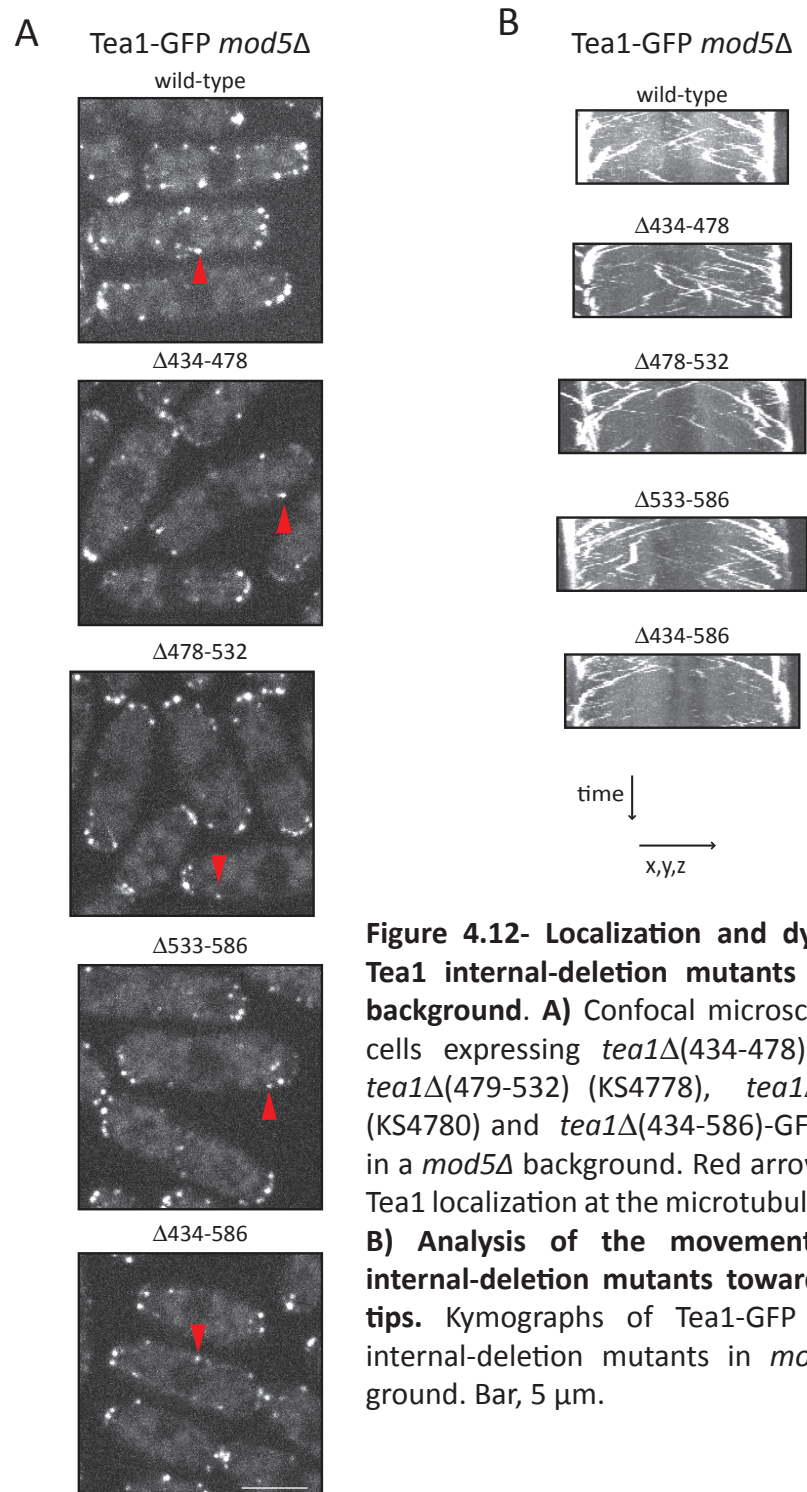 A
Tea1-GFP mod5Δ
wild-type
Δ434-478
Δ478-532
Δ533-586
Δ434-586
B
Tea1-GFP mod5Δ
wild-type
Δ434-478
Δ478-532
Δ533-586
Δ434-586
time
x,y,z
Figure 4.12- Localization and dy
Tea1 internal-deletion mutants
background. A) Confocal microsc
cells expressing tea1Δ(434-478)
tea1Δ(479-532) (KS4778), tea1
(KS4780) and tea1Δ(434-586)-GF
in a mod5Δ background. Red arrov
Tea1 localization at the microtubul
B) Analysis of the movement
internal-deletion mutants towar
tips. Kymographs of Tea1-GFP
internal-deletion mutants in mo
ground. Bar, 5 μm.